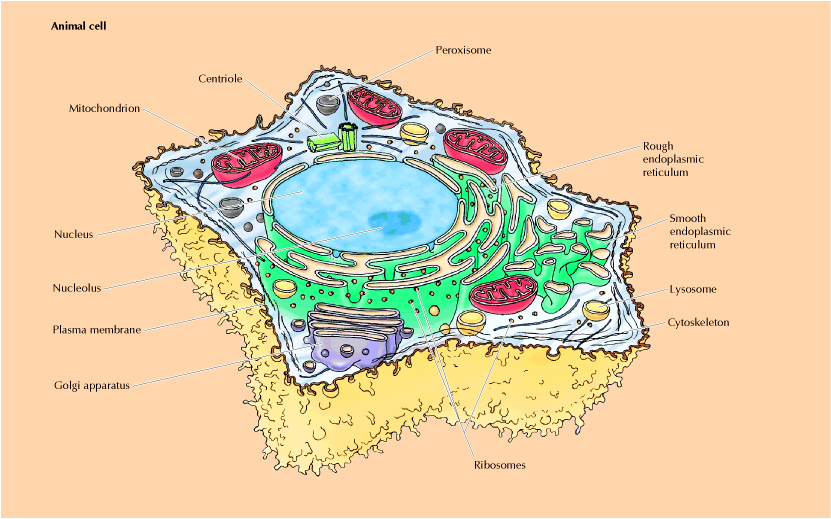 Animal cell
Peroxisome
Centriole
Mitochondrion
Rough
endoplasmic
reticulum
Smooth
endoplasmic
reticulum
Nucleus
Nucleolus
Lysosome
Plasma membrane
Cytoskeleton
Golgi apparatus
Ribosomes